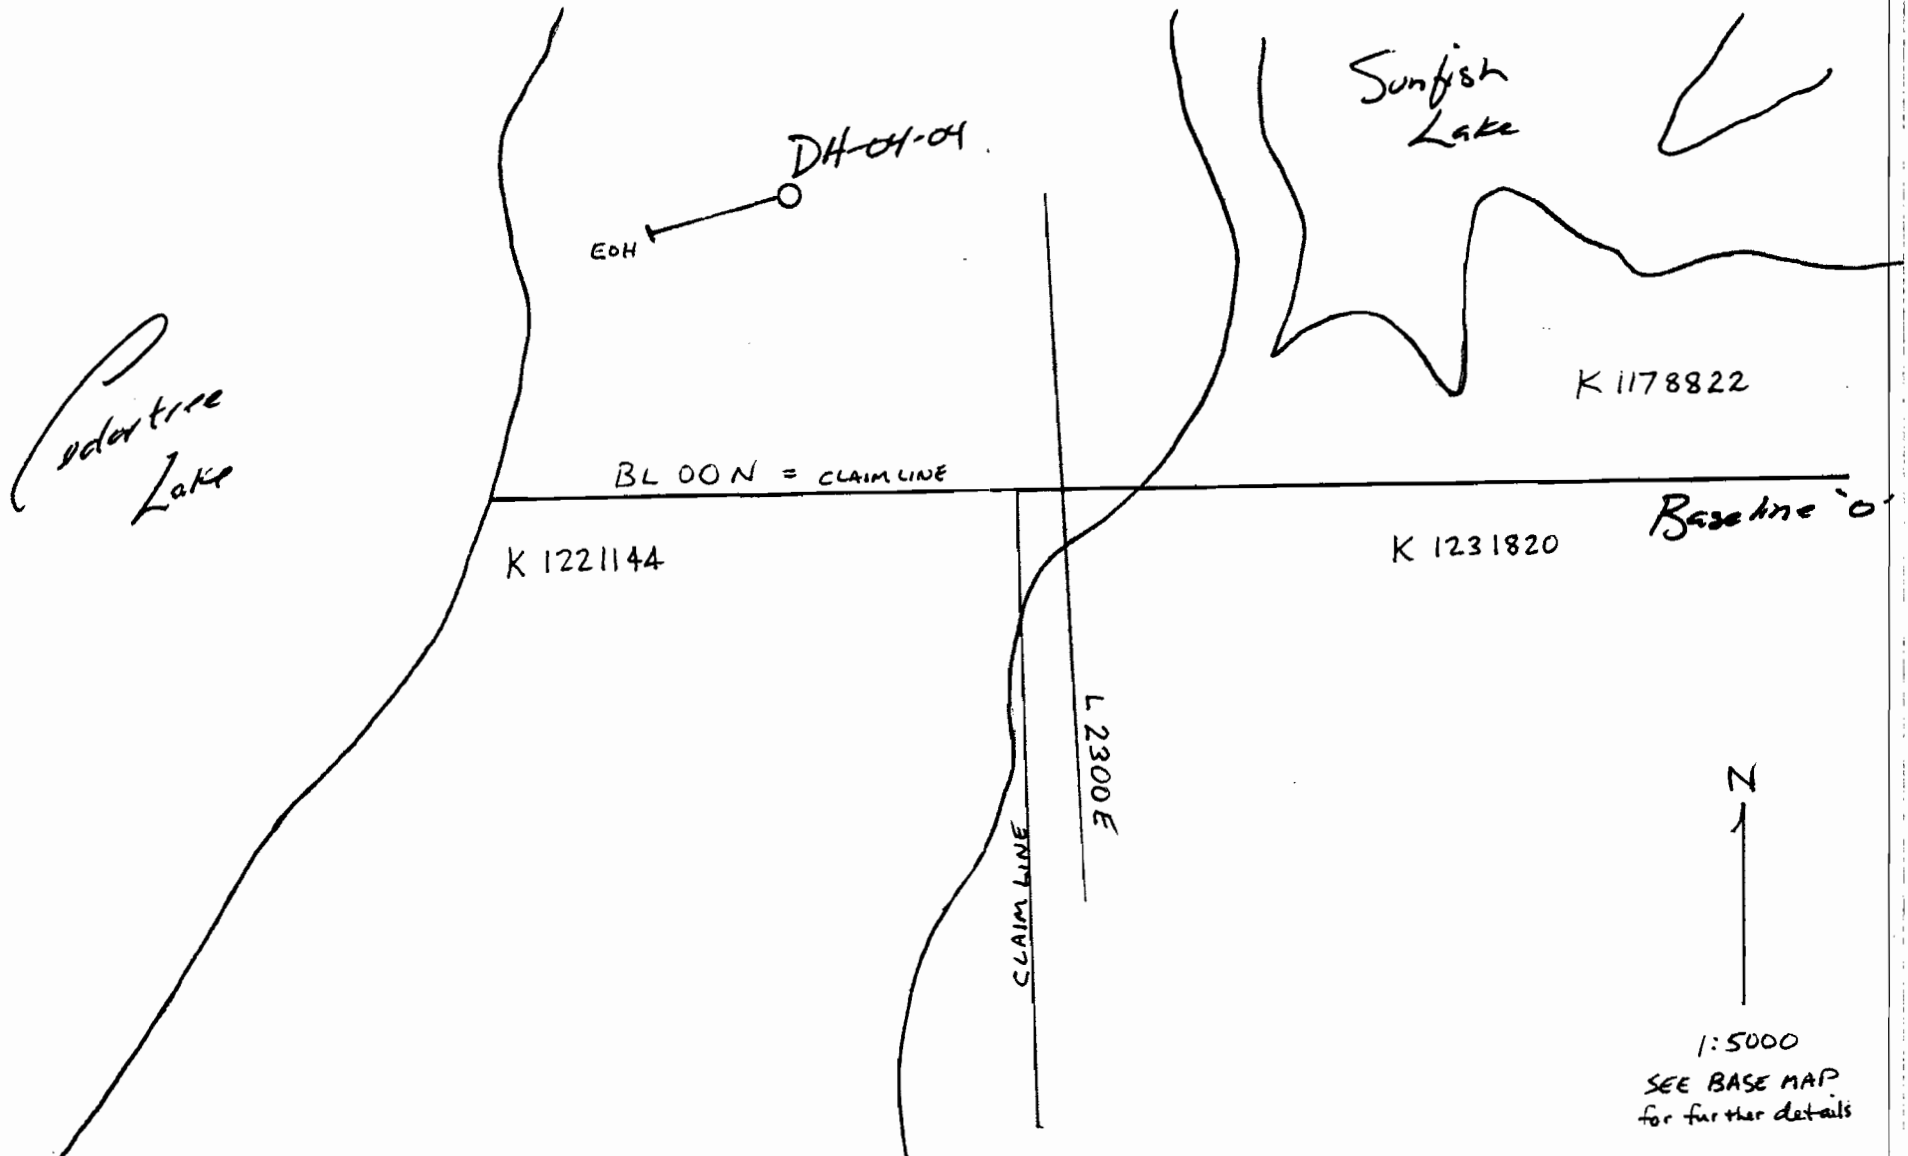 Sunfish
Lake
DH-04-04
EOH
Cedartree
Lake
K 1178822
BL 00N = CLAIM LINE
Baseline '0'
K 1221144
K 1231820
L 2300E
CLAIM LINE
N
1:5000
SEE BASE MAP
for further details